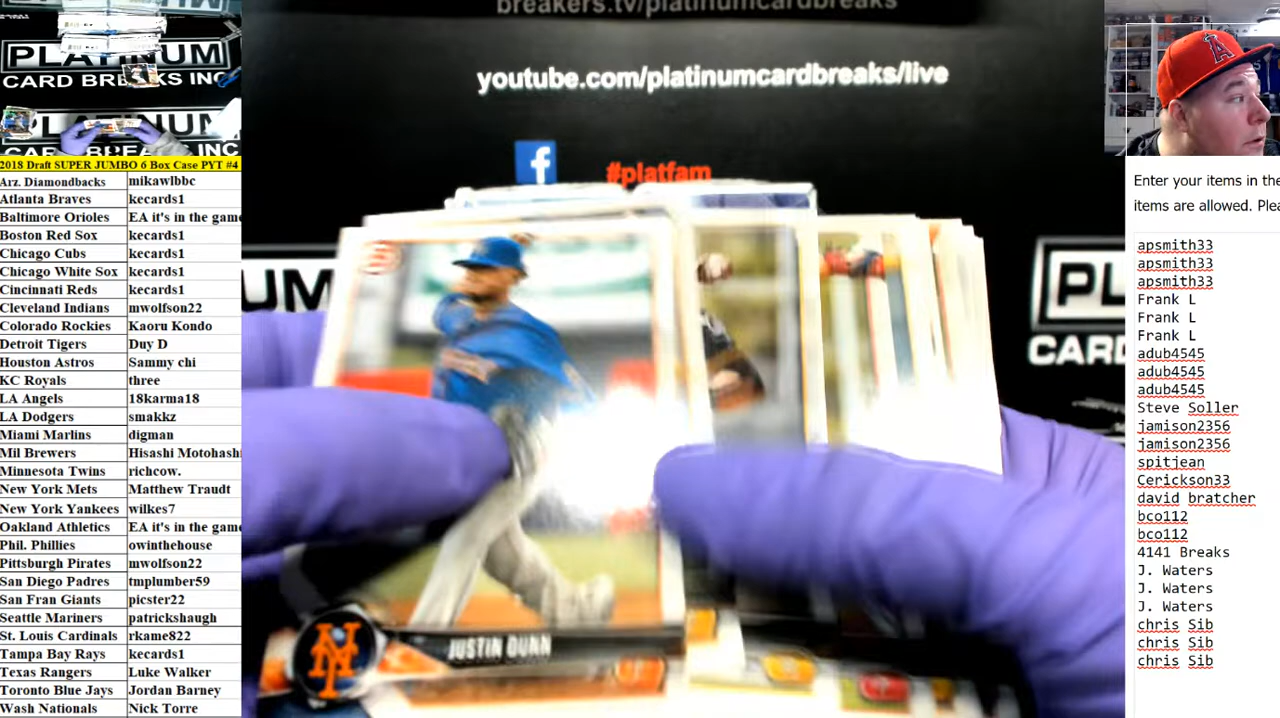 breakers.tv/platinumcardbreaks
youtube.com/platinumcardbreaks/live
f
#platfam
PLATINUM
CARD BREAKS INC
2018 Draft SUPER JUMBO 6 Box Case PYT #4
Arz. Diamondbacks mikawlbbc
Atlanta Braves kecards1
Baltimore Orioles EA it's in the game
Boston Red Sox kecards1
Chicago Cubs kecards1
Chicago White Sox kecards1
Cincinnati Reds kecards1
Cleveland Indians mwolfson22
Colorado Rockies Kaoru Kondo
Detroit Tigers Duy D
Houston Astros Sammy chi
KC Royals three
LA Angels 18karma18
LA Dodgers smakkz
Miami Marlins digman
Mil Brewers Hisashi Motohashi
Minnesota Twins richcow.
New York Mets Matthew Traudt
New York Yankees wilkes7
Oakland Athletics EA it's in the game
Phil. Phillies owinthehouse
Pittsburgh Pirates mwolfson22
San Diego Padres tmplumber59
San Fran Giants picster22
Seattle Mariners patrickshaugh
St. Louis Cardinals rkame822
Tampa Bay Rays kecards1
Texas Rangers Luke Walker
Toronto Blue Jays Jordan Barney
Wash Nationals Nick Torre
NUM
PL
CARD
JUSTIN DUNN
NY
A
Enter your items in the
items are allowed. Plea
apsmith33
apsmith33
apsmith33
Frank L
Frank L
Frank L
adub4545
adub4545
adub4545
Steve Soller
jamison2356
jamison2356
spitjean
Cerickson33
david bratcher
bco112
bco112
4141 Breaks
J. Waters
J. Waters
J. Waters
chris Sib
chris Sib
chris Sib